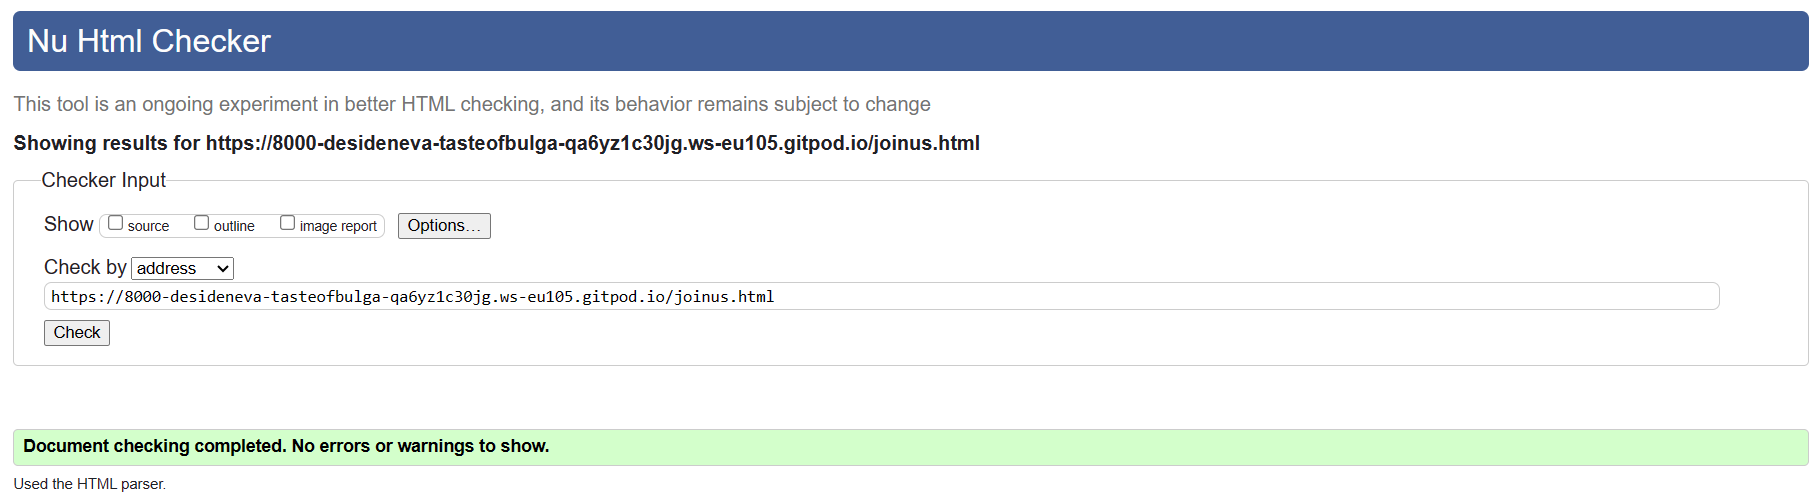 Nu Html Checker
This tool is an ongoing experiment in better HTML checking, and its behavior remains subject to change
Showing results for https://8000-desideneva-tasteofbulga-qa6yz1c30jg.ws-eu105.gitpod.io/joinus.html
Checker Input
Show source outline image report Options...
Check by address
https://8000-desideneva-tasteofbulga-qa6yz1c30jg.ws-eu105.gitpod.io/joinus.html
Check
Document checking completed. No errors or warnings to show.
Used the HTML parser.